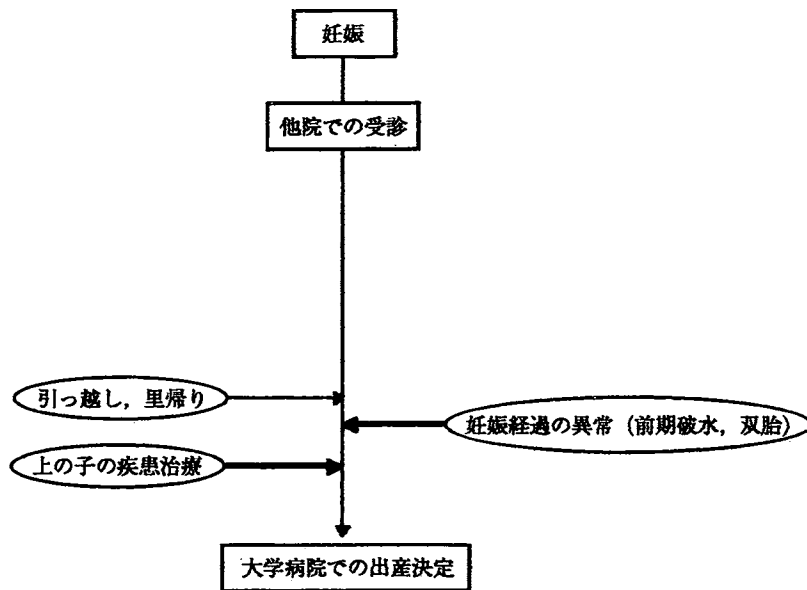 妊娠
他院での受診
引っ越し，里帰り
妊娠経過の異常（前期破水，双胎）
上の子の疾患治療
大学病院での出産決定